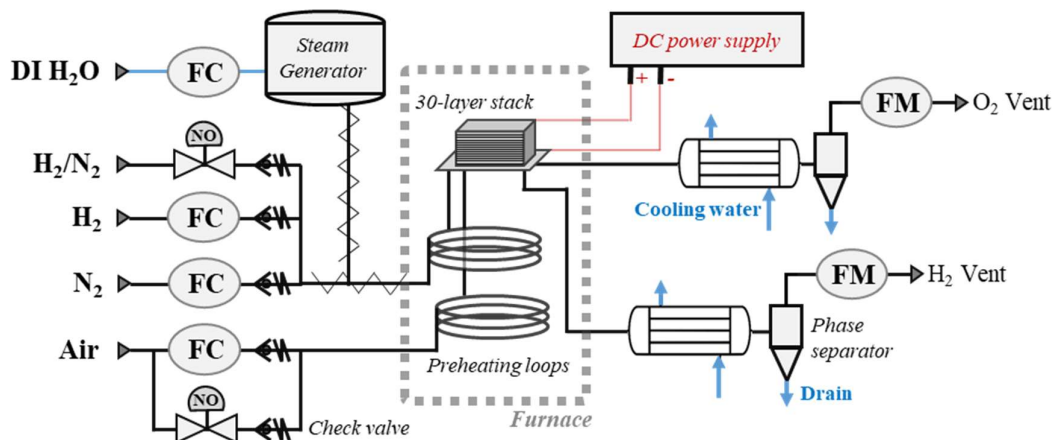 DI H₂O
FC
Steam
Generator
DC power supply
+ -
30-layer stack
FM
O₂ Vent
NO
H₂/N₂
H₂
FC
Cooling water
N₂
FC
FM
H₂ Vent
Air
FC
Preheating loops
Phase
separator
NO
Check valve
Furnace
Drain